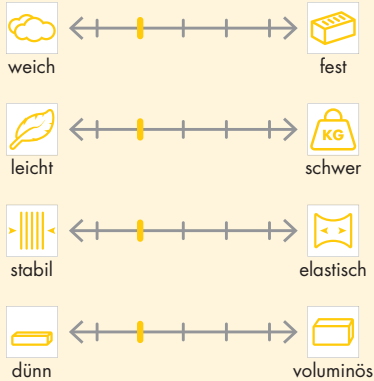 weich fest
KG
leicht schwer
stabil elastisch
dünn voluminös